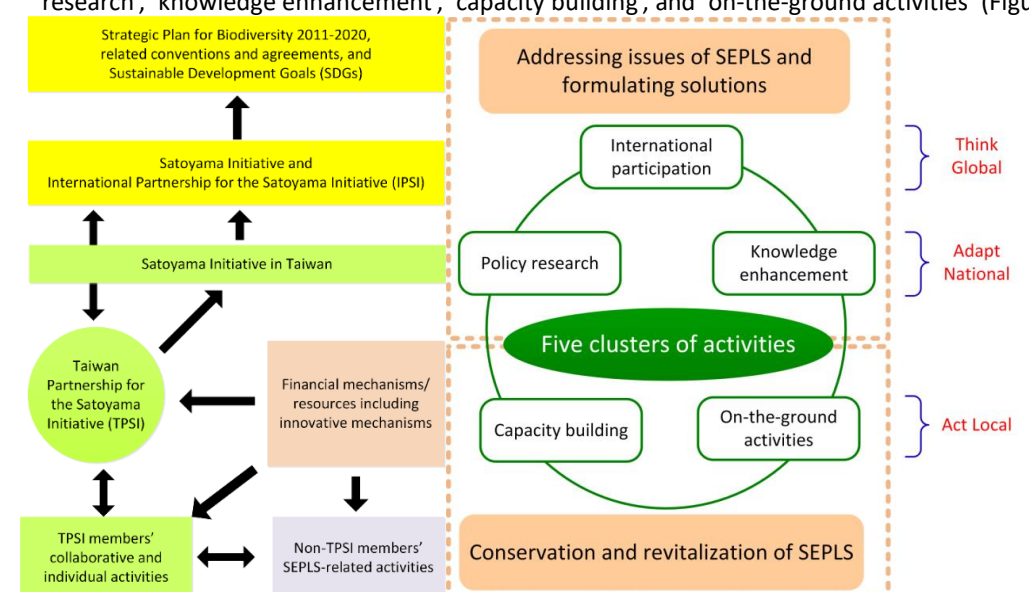 research', 'knowledge enhancement', 'capacity building', and 'on-the-ground activities' (Figu
Strategic Plan for Biodiversity 2011-2020,
related conventions and agreements, and
Sustainable Development Goals (SDGs)
Satoyama Initiative and
International Partnership for the Satoyama Initiative (IPSI)
Satoyama Initiative in Taiwan
Taiwan
Partnership for
the Satoyama
Initiative (TPSI)
Financial mechanisms/
resources including
innovative mechanisms
TPSI members'
collaborative and
individual activities
Non-TPSI members'
SEPLS-related activities
Addressing issues of SEPLS and
formulating solutions
International
participation
Policy research
Knowledge
enhancement
Five clusters of activities
Capacity building
On-the-ground
activities
Conservation and revitalization of SEPLS
Think
Global
Adapt
National
Act Local